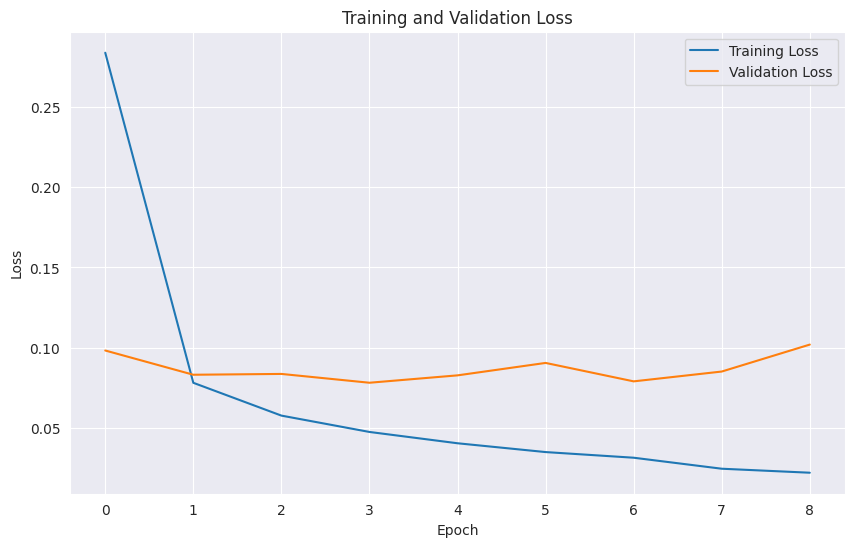 Training and Validation Loss
Training Loss
Validation Loss
0.25
0.20
0.15
0.10
0.05
Loss
0 1 2 3 4 5 6 7 8
Epoch